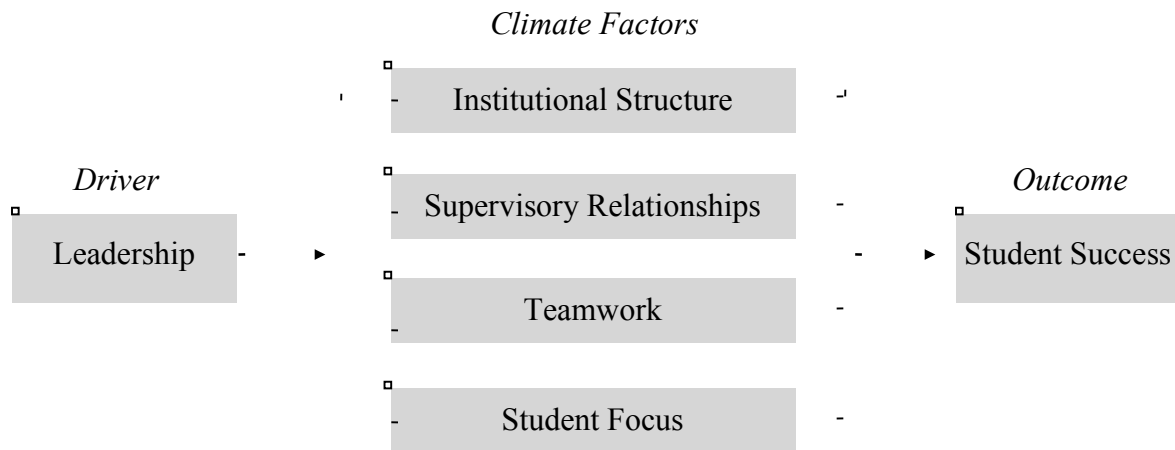 Climate Factors
Institutional Structure
Driver
Outcome
Supervisory Relationships
Leadership
Student Success
Teamwork
Student Focus